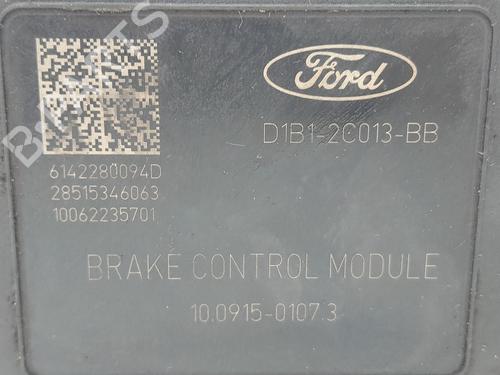 Ford
D1B1-2C013-BB
6142280094D
28515346063
10062235701
BRAKE CONTROL MODULE
10.0915-0107.3